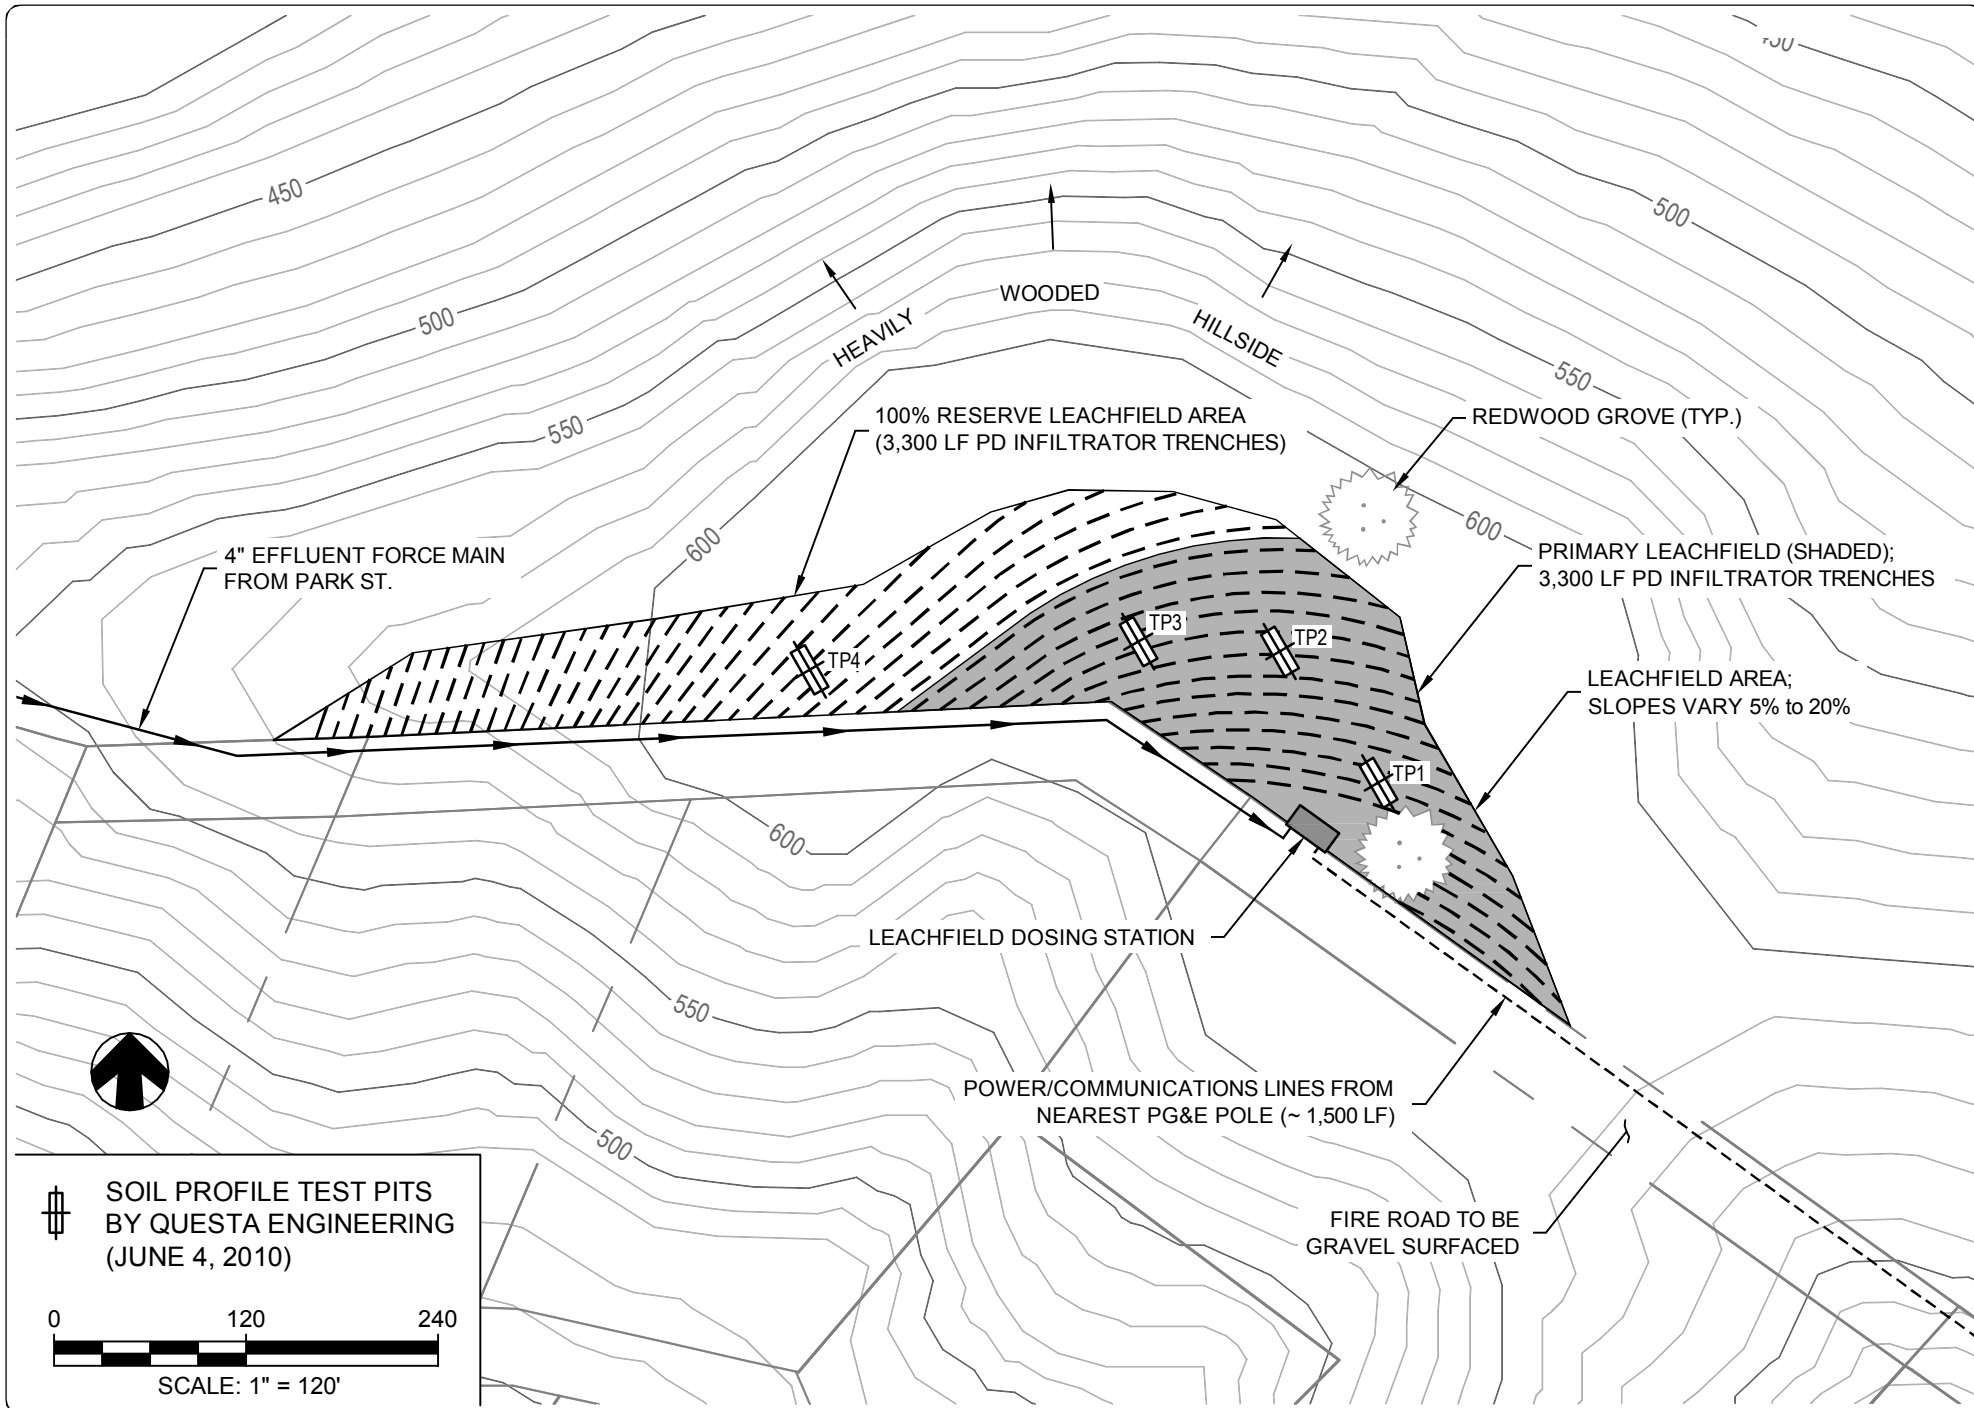 450
450
500
WOODED
HEAVILY
HILLSIDE
500
550
550
100% RESERVE LEACHFIELD AREA
(3,300 LF PD INFILTRATOR TRENCHES)
REDWOOD GROVE (TYP.)
600
600
4" EFFLUENT FORCE MAIN
FROM PARK ST.
PRIMARY LEACHFIELD (SHADED);
3,300 LF PD INFILTRATOR TRENCHES
TP3
TP2
TP4
LEACHFIELD AREA;
SLOPES VARY 5% to 20%
TP1
600
LEACHFIELD DOSING STATION
550
POWER/COMMUNICATIONS LINES FROM
NEAREST PG&E POLE (~ 1,500 LF)
500
FIRE ROAD TO BE
GRAVEL SURFACED
SOIL PROFILE TEST PITS
BY QUESTA ENGINEERING
(JUNE 4, 2010)
0 120 240
SCALE: 1" = 120'